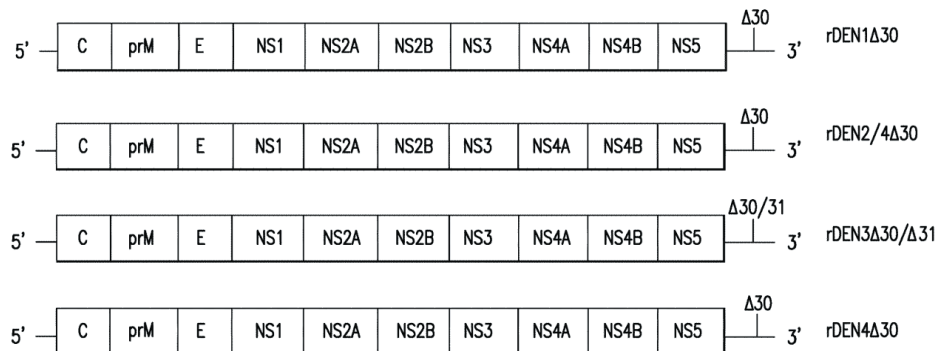 Δ30
5' C prM E NS1 NS2A NS2B NS3 NS4A NS4B NS5 3' rDEN1Δ30
Δ30
5' C prM E NS1 NS2A NS2B NS3 NS4A NS4B NS5 3' rDEN2/4Δ30
Δ30/31
5' C prM E NS1 NS2A NS2B NS3 NS4A NS4B NS5 3' rDEN3Δ30/Δ31
Δ30
5' C prM E NS1 NS2A NS2B NS3 NS4A NS4B NS5 3' rDEN4Δ30